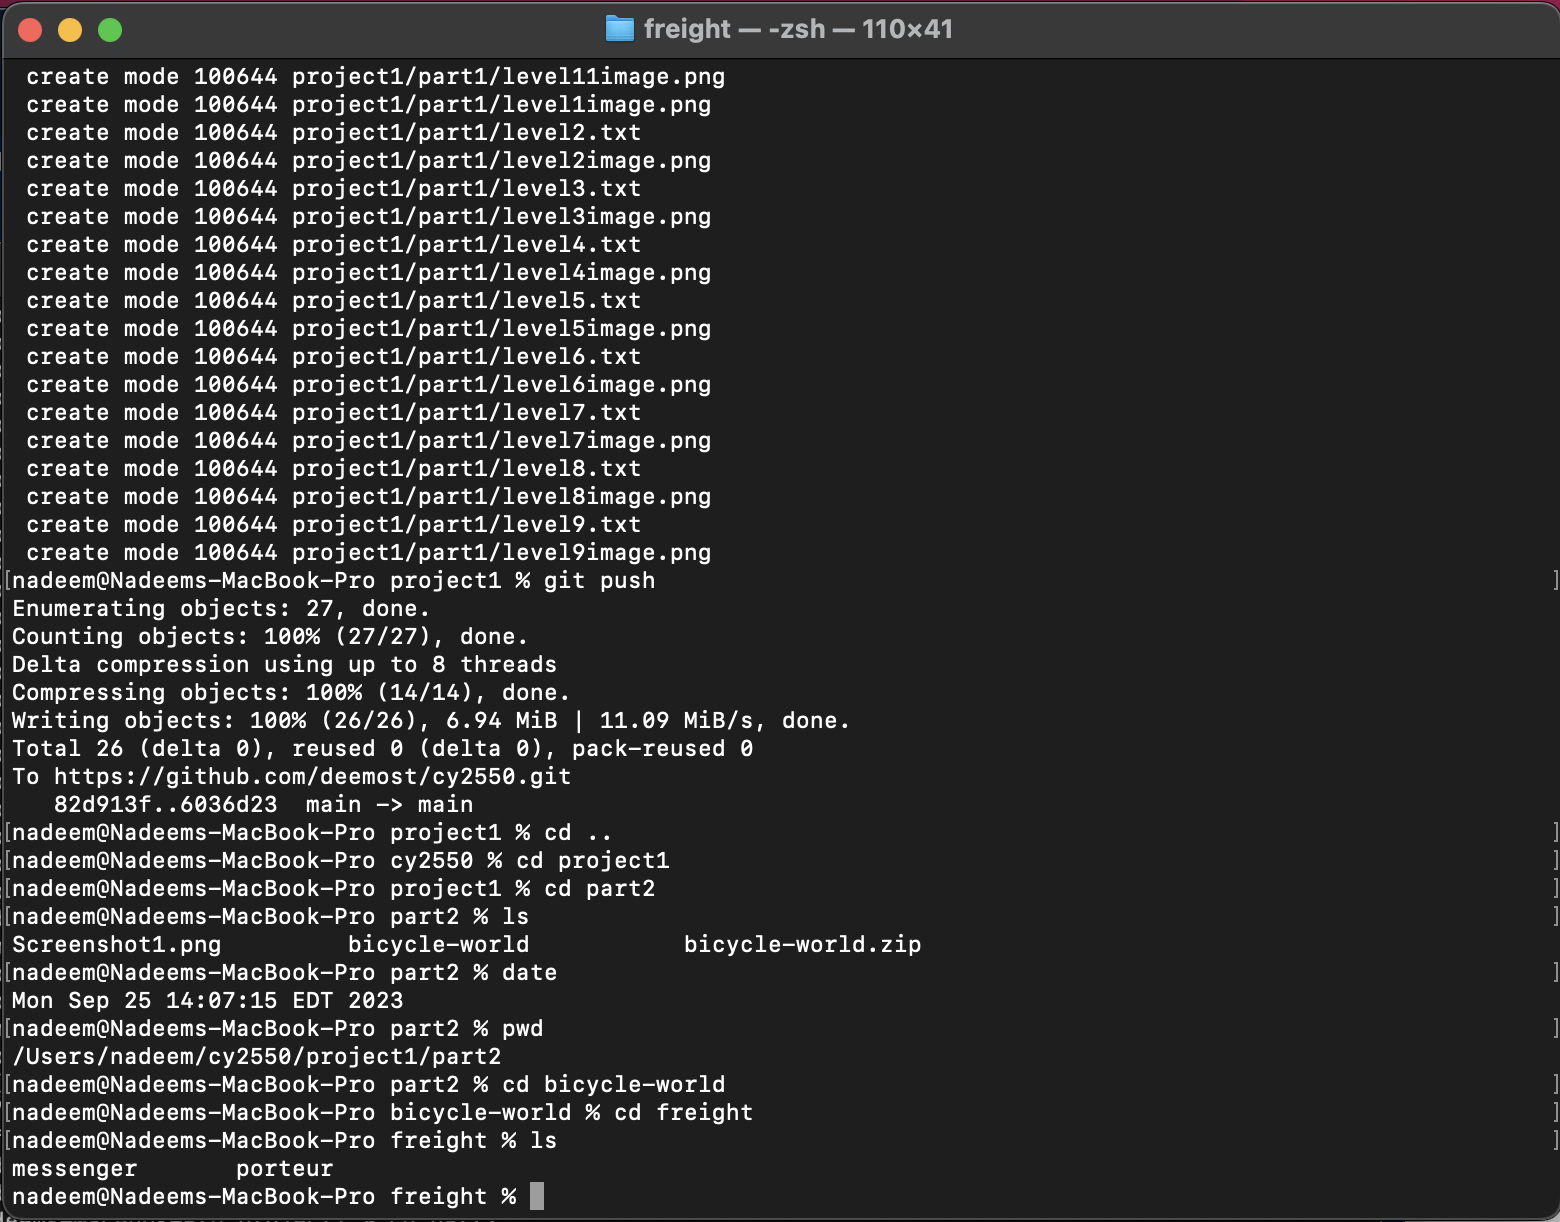 freight — -zsh — 110×41
create mode 100644 project1/part1/level11image.png
create mode 100644 project1/part1/level1image.png
create mode 100644 project1/part1/level2.txt
create mode 100644 project1/part1/level2image.png
create mode 100644 project1/part1/level3.txt
create mode 100644 project1/part1/level3image.png
create mode 100644 project1/part1/level4.txt
create mode 100644 project1/part1/level4image.png
create mode 100644 project1/part1/level5.txt
create mode 100644 project1/part1/level5image.png
create mode 100644 project1/part1/level6.txt
create mode 100644 project1/part1/level6image.png
create mode 100644 project1/part1/level7.txt
create mode 100644 project1/part1/level7image.png
create mode 100644 project1/part1/level8.txt
create mode 100644 project1/part1/level8image.png
create mode 100644 project1/part1/level9.txt
create mode 100644 project1/part1/level9image.png
[nadeem@Nadeems-MacBook-Pro project1 % git push ]
Enumerating objects: 27, done.
Counting objects: 100% (27/27), done.
Delta compression using up to 8 threads
Compressing objects: 100% (14/14), done.
Writing objects: 100% (26/26), 6.94 MiB | 11.09 MiB/s, done.
Total 26 (delta 0), reused 0 (delta 0), pack-reused 0
To https://github.com/deemost/cy2550.git
82d913f..6036d23  main -> main
[nadeem@Nadeems-MacBook-Pro project1 % cd .. ]
[nadeem@Nadeems-MacBook-Pro cy2550 % cd project1 ]
[nadeem@Nadeems-MacBook-Pro project1 % cd part2 ]
[nadeem@Nadeems-MacBook-Pro part2 % ls ]
Screenshot1.png bicycle-world bicycle-world.zip
[nadeem@Nadeems-MacBook-Pro part2 % date ]
Mon Sep 25 14:07:15 EDT 2023
[nadeem@Nadeems-MacBook-Pro part2 % pwd ]
/Users/nadeem/cy2550/project1/part2
[nadeem@Nadeems-MacBook-Pro part2 % cd bicycle-world ]
[nadeem@Nadeems-MacBook-Pro bicycle-world % cd freight ]
[nadeem@Nadeems-MacBook-Pro freight % ls ]
messenger porteur
nadeem@Nadeems-MacBook-Pro freight %